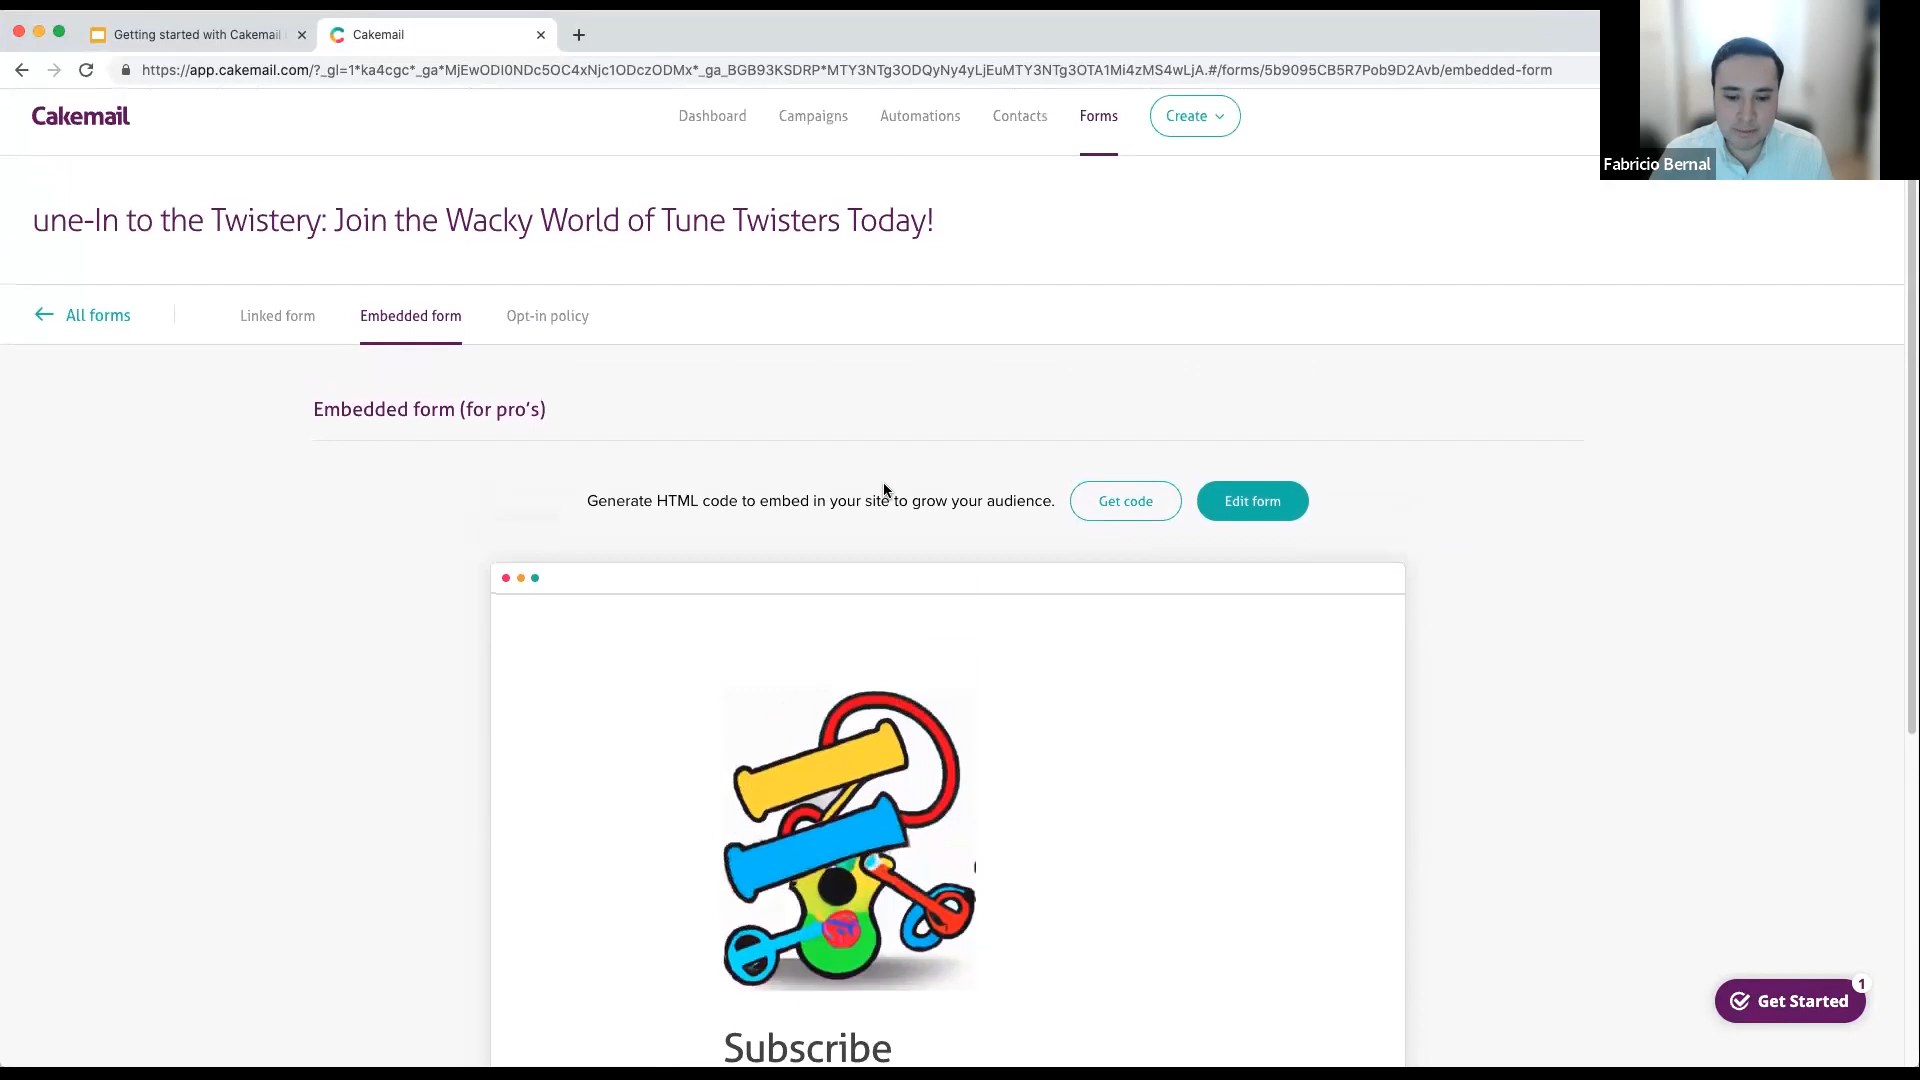 Getting started with Cakemail
Cakemail
https://app.cakemail.com/?_gl=1*ka4cgc*_ga*MjEwODI0NDc5OC4xNjc1ODczODMx*_ga_BGB93KSDRP*MTY3NTg3ODQyNy4yLjEuMTY3NTg3OTA1Mi4zMS4wLjA.#/forms/5b9095CB5R7Pob9D2Avb/embedded-form
Fabricio Bernal
Cakemail
Dashboard
Campaigns
Automations
Contacts
Forms
Create
une-In to the Twistery: Join the Wacky World of Tune Twisters Today!
All forms
Linked form
Embedded form
Opt-in policy
Embedded form (for pro's)
Generate HTML code to embed in your site to grow your audience.
Get code
Edit form
Subscribe
Get Started
1